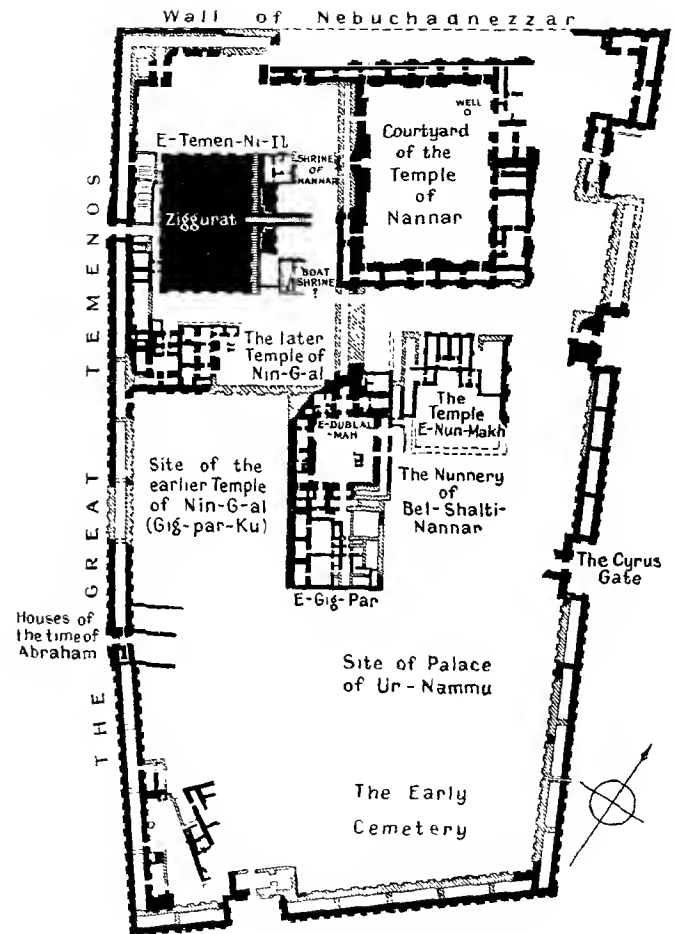 Wall of Nebuchadnezzar
THE GREAT TEMENOS
E-Temen-Ni-Il
SHRINE
OF
NANNAR
Ziggurat
BOAT
SHRINE
?
WELL
Courtyard
of the
Temple
of
Nannar
The later
Temple of
Nin-G-al
E-DUBLAL
-MAH
The
Temple
E-Nun-Makh
Site of the
earlier Temple
of Nin-G-al
(Gig-par-Ku)
The Nunnery
of
Bel-Shalti-
Nannar
E-Gig-Par
The Cyrus
Gate
Houses of
the time of
Abraham
Site of Palace
of Ur-Nammu
The Early
Cemetery